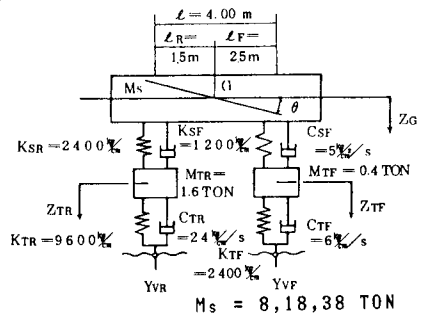 ℓ = 4.00 m
ℓR = ℓF =
1.5m 2.5m
Ms θ
ZG
KSR =2400 KSF =1200 CSF =5 /s
MTR = 1.6 TON
MTF = 0.4 TON
ZTR ZTF
KTR =9600 CTR =24 /s
KTF =2400 CTF =6 /s
YVR YVF
Ms = 8,18,38 TON